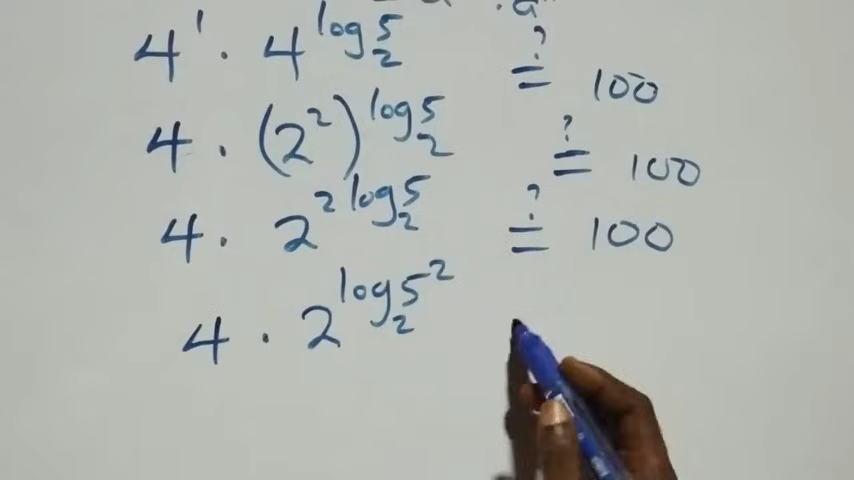 4¹ · 4^(log₂5) ≟ 100
4 · (2²)^(log₂5) ≟ 100
4 · 2^(2log₂5) ≟ 100
4 · 2^(log₂5²)